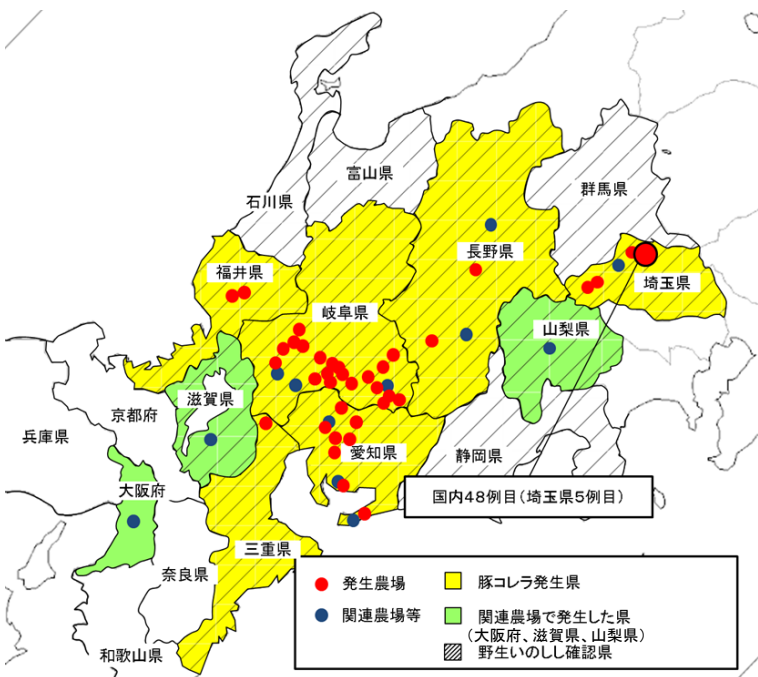 富山県
群馬県
石川県
長野県
福井県
埼玉県
岐阜県
山梨県
滋賀県
京都府
兵庫県
愛知県
静岡県
大阪府
国内48例目（埼玉県5例目）
三重県
奈良県
和歌山県
発生農場
豚コレラ発生県
関連農場等
関連農場で発生した県
（大阪府、滋賀県、山梨県）
野生いのしし確認県